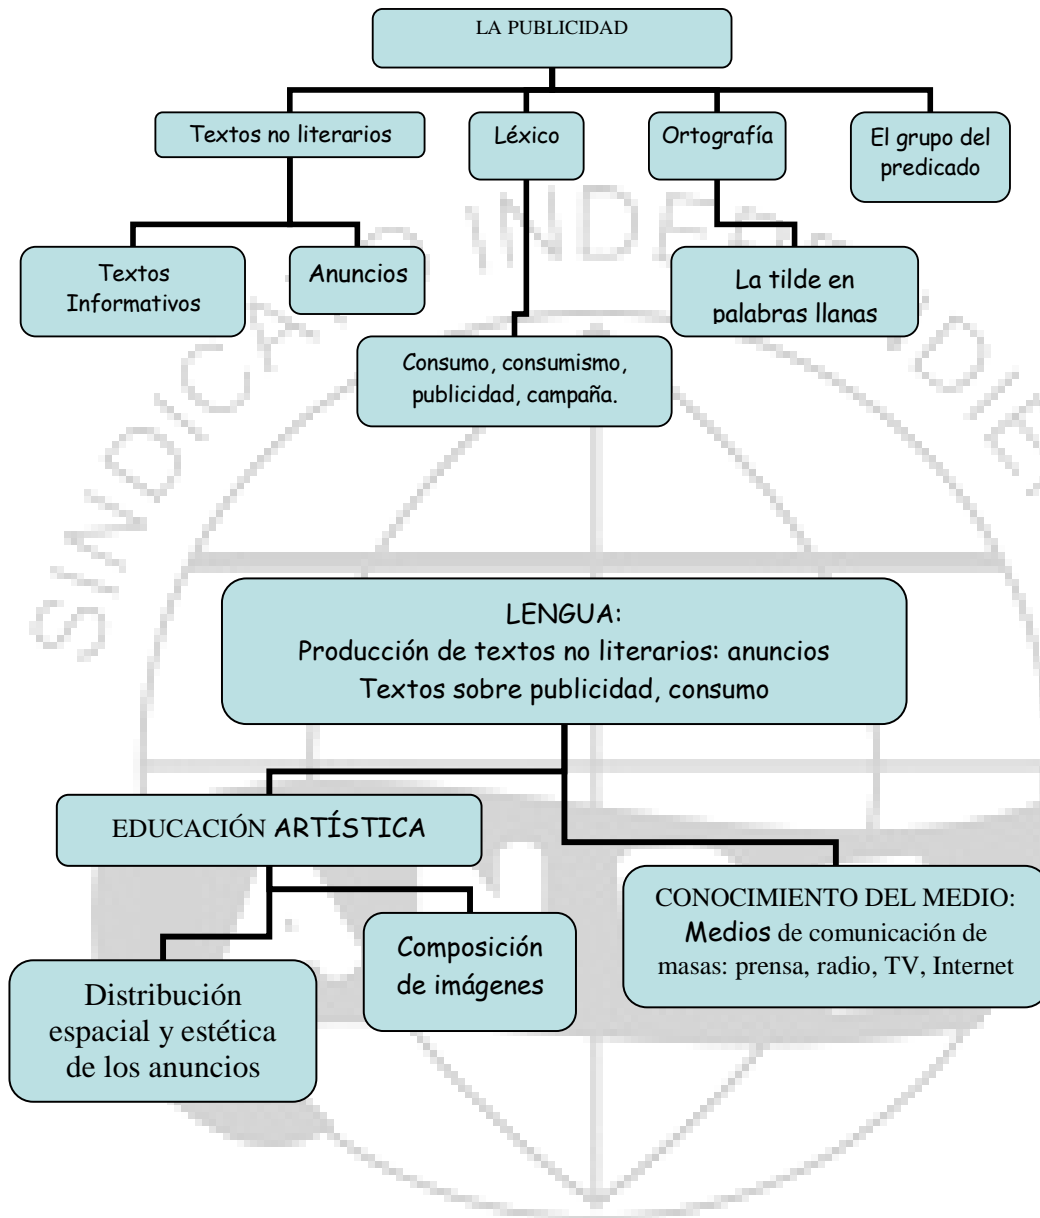 LA PUBLICIDAD
Textos no literarios
Léxico
Ortografía
El grupo del
predicado
Textos
Informativos
Anuncios
La tilde en
palabras llanas
Consumo, consumismo,
publicidad, campaña.
SINDICATO INDEPENDIEN
LENGUA:
Producción de textos no literarios: anuncios
Textos sobre publicidad, consumo
EDUCACIÓN ARTÍSTICA
CONOCIMIENTO DEL MEDIO:
Medios de comunicación de
masas: prensa, radio, TV, Internet
Composición
de imágenes
Distribución
espacial y estética
de los anuncios